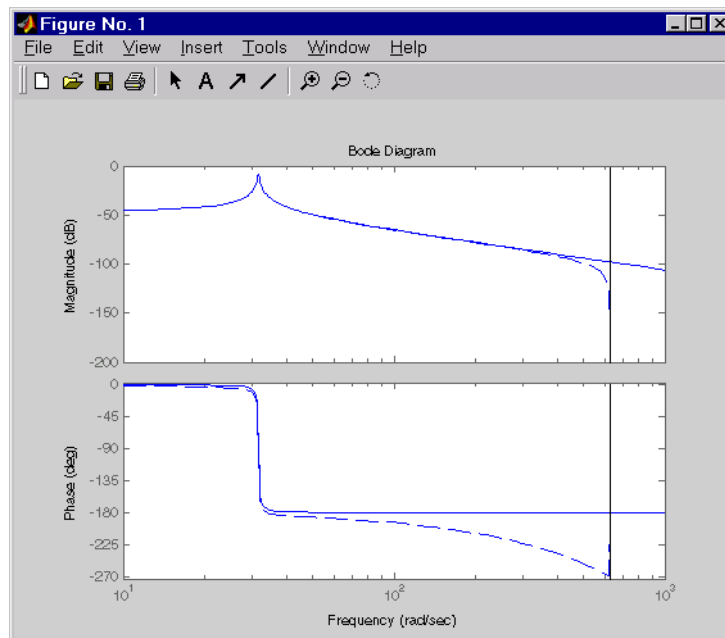 Figure No. 1
File Edit View Insert Tools Window Help
A
Bode Diagram
Magnitude (dB)
0
-50
-100
-150
-200
Phase (deg)
0
-45
-90
-135
-180
-225
-270
10^1 10^2 10^3
Frequency (rad/sec)